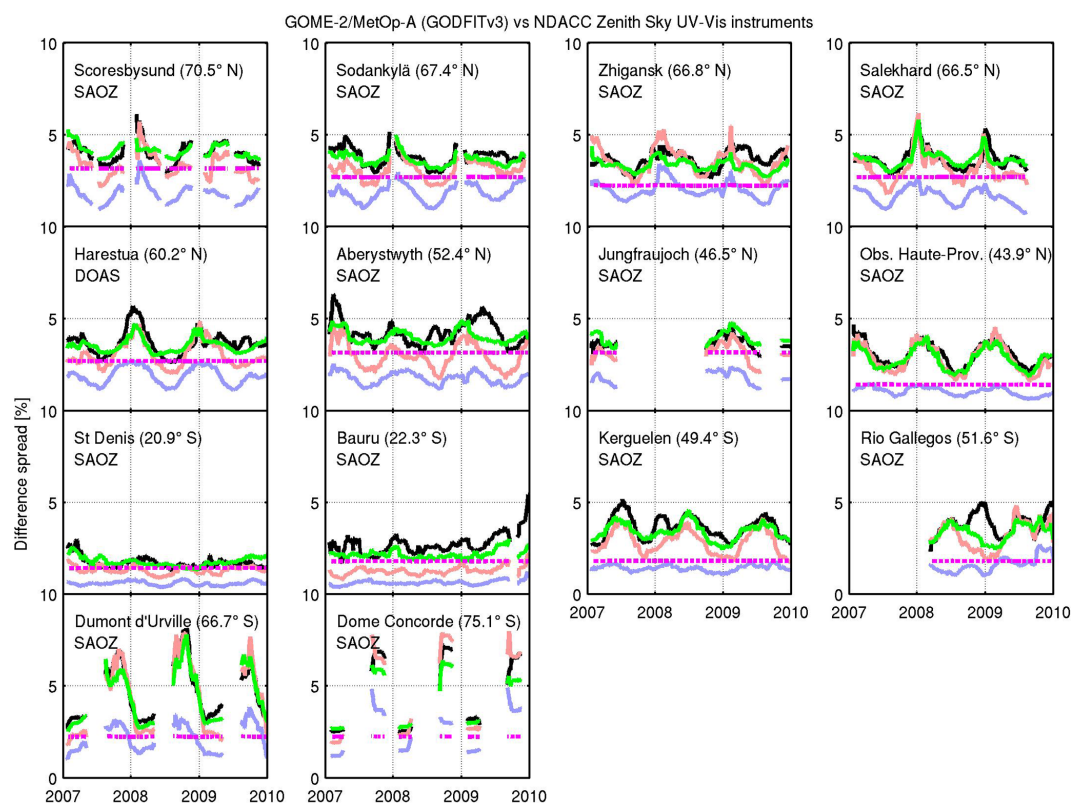 GOME-2/MetOp-A (GODFITv3) vs NDACC Zenith Sky UV-Vis instruments
10
10
10
10
Scoresbysund (70.5° N)
SAOZ
Sodankylä (67.4° N)
SAOZ
Zhigansk (66.8° N)
SAOZ
Salekhard (66.5° N)
SAOZ
5
5
5
5
10
10
10
10
Harestua (60.2° N)
DOAS
Aberystwyth (52.4° N)
SAOZ
Jungfraujoch (46.5° N)
SAOZ
Obs. Haute-Prov. (43.9° N)
SAOZ
5
5
5
5
10
10
10
10
St Denis (20.9° S)
SAOZ
Bauru (22.3° S)
SAOZ
Kerguelen (49.4° S)
SAOZ
Rio Gallegos (51.6° S)
SAOZ
5
5
5
5
Difference spread [%]
10
10
0
0
2007 2008 2009 2010
2007 2008 2009 2010
Dumont d'Urville (66.7° S)
SAOZ
Dome Concorde (75.1° S)
SAOZ
5
5
0
0
2007 2008 2009 2010
2007 2008 2009 2010